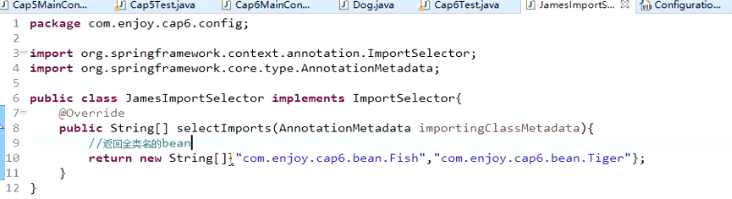 Cap5MainCon... Cap5Test.java Cap6MainCon... Dog.java Cap6Test.java JamesImportS... Configuratio...
1 package com.enjoy.cap6.config;
2
3 import org.springframework.context.annotation.ImportSelector;
4 import org.springframework.core.type.AnnotationMetadata;
5
6 public class JamesImportSelector implements ImportSelector{
7 @Override
8 public String[] selectImports(AnnotationMetadata importingClassMetadata){
9 //返回全类名的bean
10 return new String[]{"com.enjoy.cap6.bean.Fish","com.enjoy.cap6.bean.Tiger"};
11 }
12 }